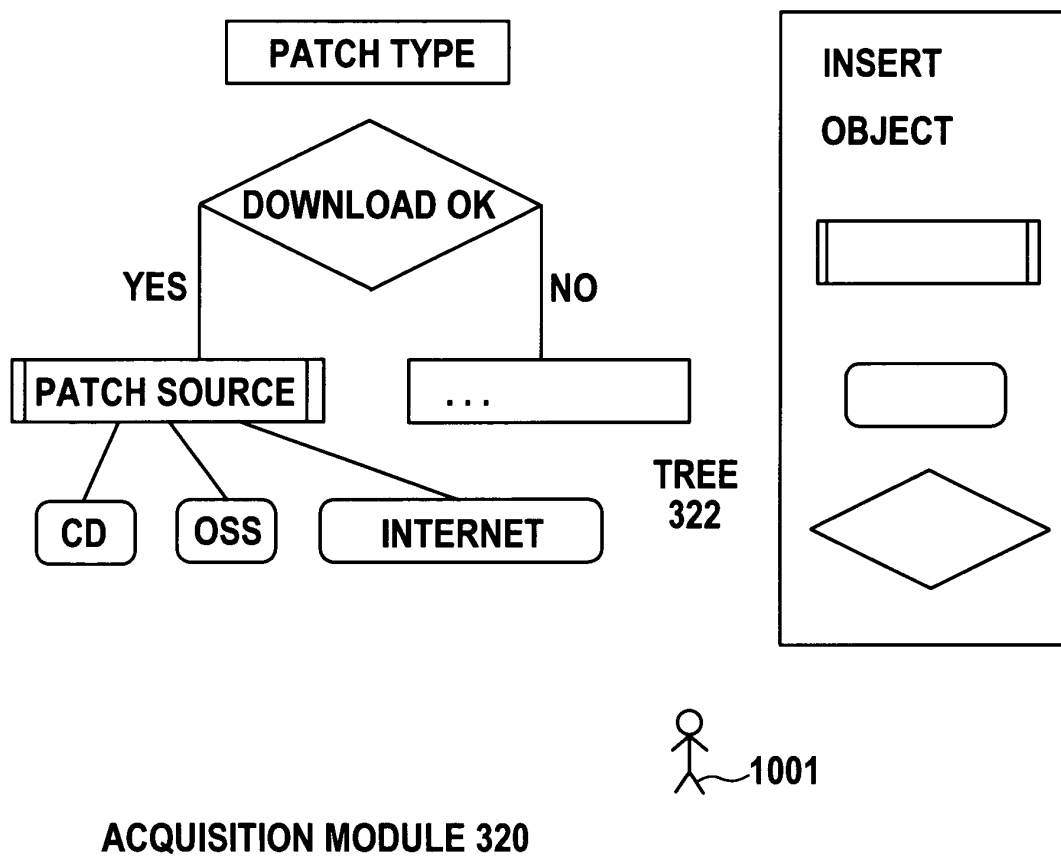 PATCH TYPE
INSERT
OBJECT
DOWNLOAD OK
YES
NO
PATCH SOURCE
...
TREE
322
CD
OSS
INTERNET
1001
ACQUISITION MODULE 320